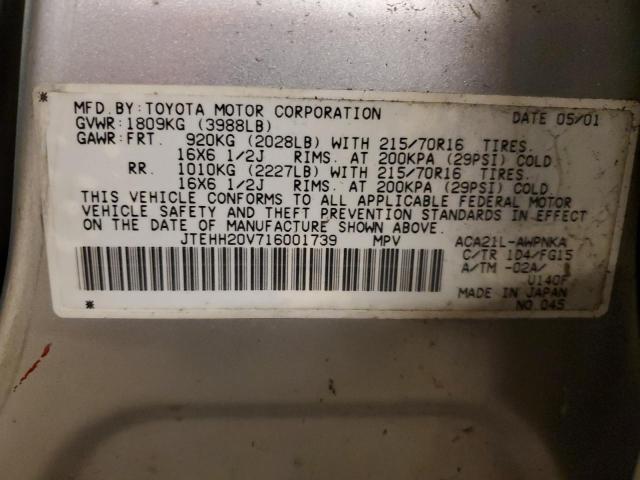 MFD.BY:TOYOTA MOTOR CORPORATION DATE 05/01
GVWR:1809KG (3988LB)
GAWR:FRT. 920KG (2028LB) WITH 215/70R16 TIRES.
16X6 1/2J RIMS. AT 200KPA (29PSI) COLD
RR. 1010KG (2227LB) WITH 215/70R16 TIRES.
16X6 1/2J RIMS. AT 200KPA (29PSI) COLD
THIS VEHICLE CONFORMS TO ALL APPLICABLE FEDERAL MOTOR
VEHICLE SAFETY AND THEFT PREVENTION STANDARDS IN EFFECT
ON THE DATE OF MANUFACTURE SHOWN ABOVE.
JTEHH20V716001739 MPV ACA21L-AWPNKA
C/TR 1D4/FG15
A/TM -02A/
U140F
MADE IN JAPAN
NO.045